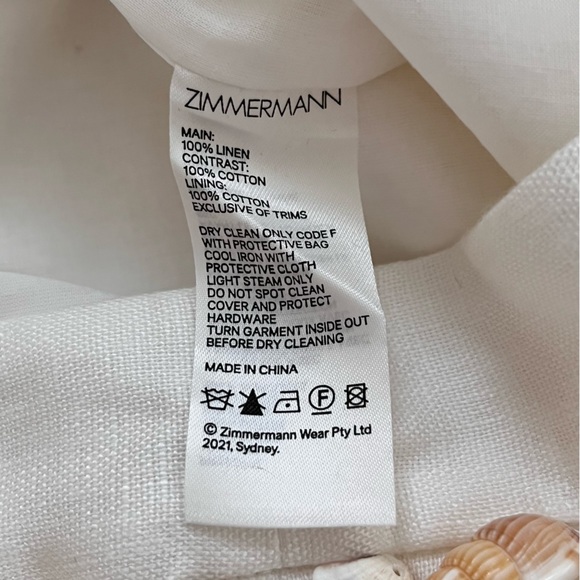 ZIMMERMANN
MAIN:
100% LINEN
CONTRAST:
100% COTTON
LINING:
100% COTTON
EXCLUSIVE OF TRIMS
DRY CLEAN ONLY CODE F
WITH PROTECTIVE BAG
COOL IRON WITH
PROTECTIVE CLOTH
LIGHT STEAM ONLY
DO NOT SPOT CLEAN
COVER AND PROTECT
HARDWARE
TURN GARMENT INSIDE OUT
BEFORE DRY CLEANING
MADE IN CHINA
F
© Zimmermann Wear Pty Ltd
2021, Sydney.